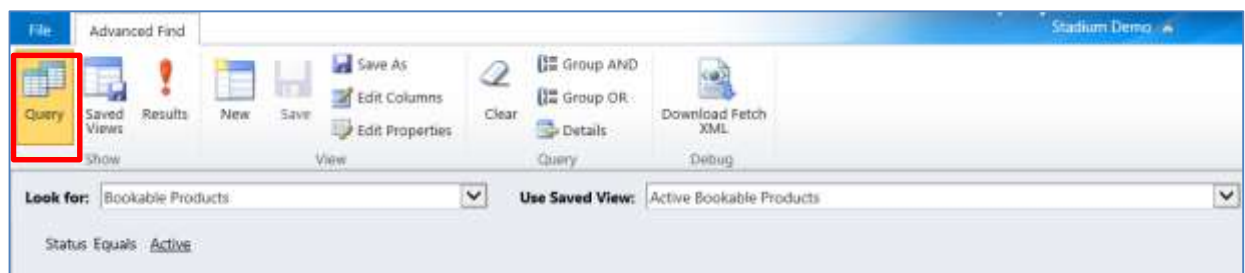 File Advanced Find Stadium Demo
Query
Saved Views
Results
New
Save
Save As
Edit Columns
Edit Properties
Clear
Group AND
Group OR
Details
Download Fetch XML
Show View Query Debug
Look for: Bookable Products Use Saved View: Active Bookable Products
Status Equals Active